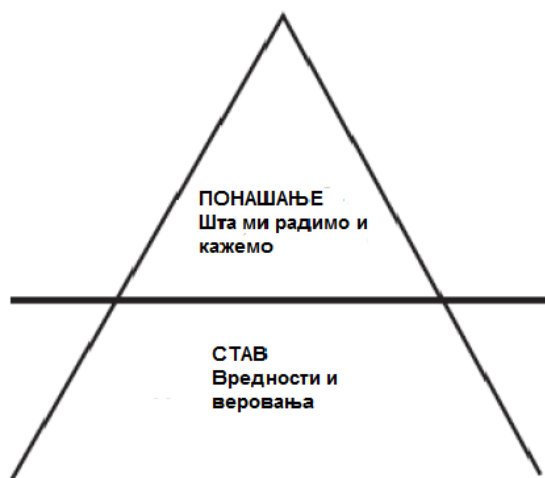 ПОНАШАЊЕ
Шта ми радимо и
кажемо
СТАВ
Вредности и
веровања